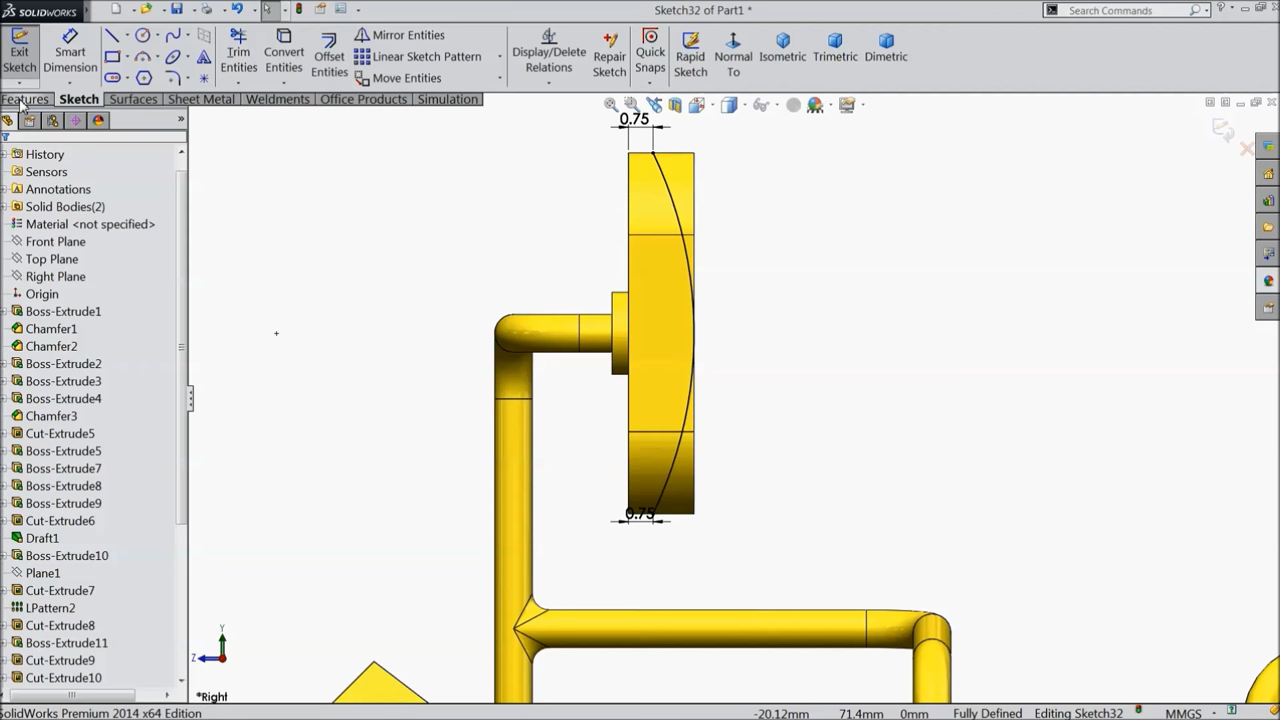 SOLIDWORKS
Sketch32 of Part1 *
Search Commands
Exit Sketch
Smart Dimension
Trim Entities
Convert Entities
Offset Entities
Mirror Entities
Linear Sketch Pattern
Move Entities
Display/Delete Relations
Repair Sketch
Quick Snaps
Rapid Sketch
Normal To
Isometric
Trimetric
Dimetric
Features
Sketch
Surfaces
Sheet Metal
Weldments
Office Products
Simulation
History
Sensors
Annotations
Solid Bodies(2)
Material <not specified>
Front Plane
Top Plane
Right Plane
Origin
Boss-Extrude1
Chamfer1
Chamfer2
Boss-Extrude2
Boss-Extrude3
Boss-Extrude4
Chamfer3
Cut-Extrude5
Boss-Extrude5
Boss-Extrude7
Boss-Extrude8
Boss-Extrude9
Cut-Extrude6
Draft1
Boss-Extrude10
Plane1
Cut-Extrude7
LPattern2
Cut-Extrude8
Boss-Extrude11
Cut-Extrude9
Cut-Extrude10
0.75
0.75
Y
Z
*Right
SolidWorks Premium 2014 x64 Edition
-20.12mm
71.4mm
0mm
Fully Defined
Editing Sketch32
MMGS